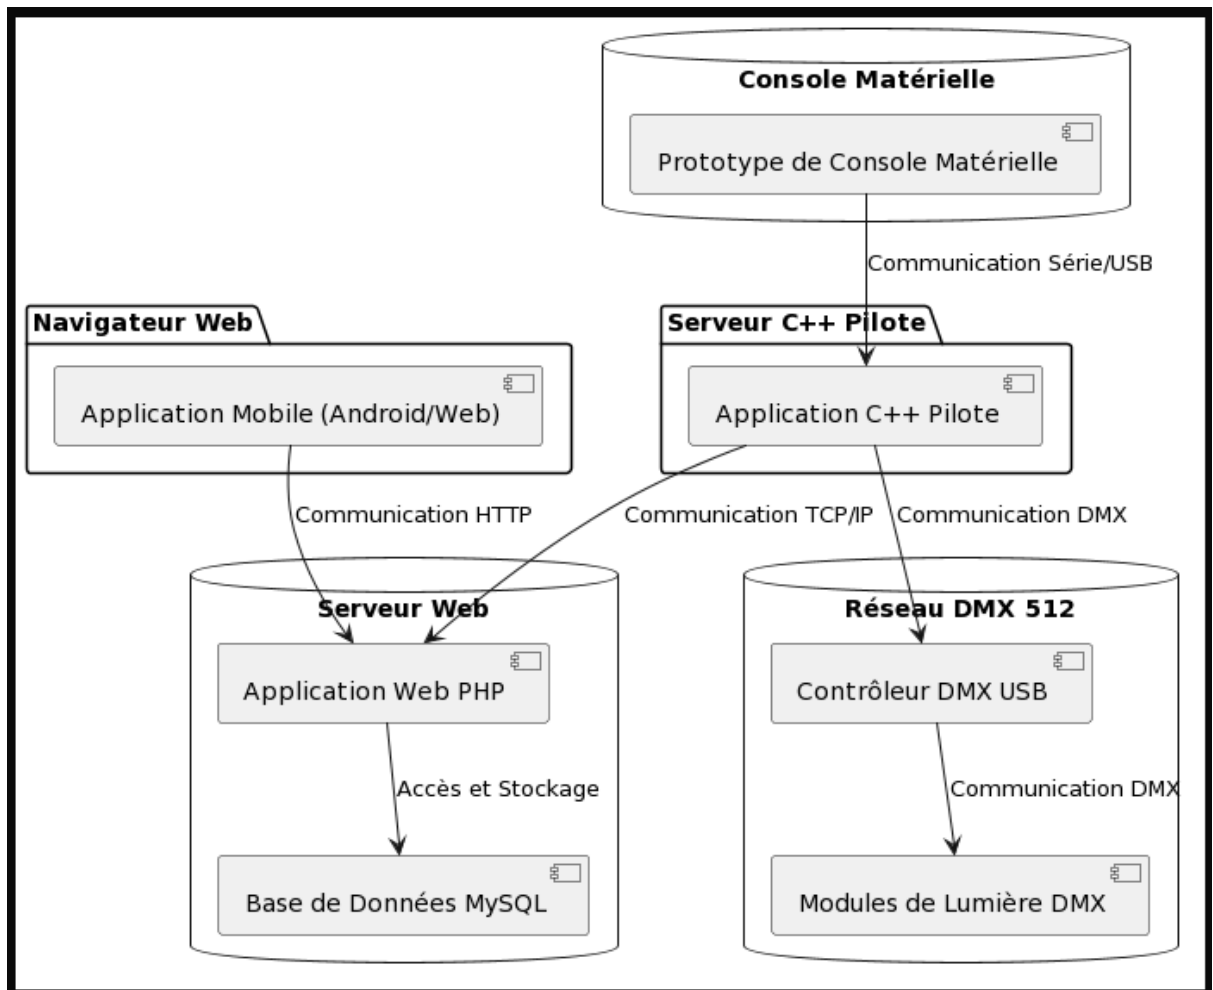 Console Matérielle
Prototype de Console Matérielle
Communication Série/USB
Navigateur Web
Serveur C++ Pilote
Application Mobile (Android/Web)
Application C++ Pilote
Communication HTTP
Communication TCP/IP
Communication DMX
Serveur Web
Réseau DMX 512
Application Web PHP
Contrôleur DMX USB
Accès et Stockage
Communication DMX
Base de Données MySQL
Modules de Lumière DMX